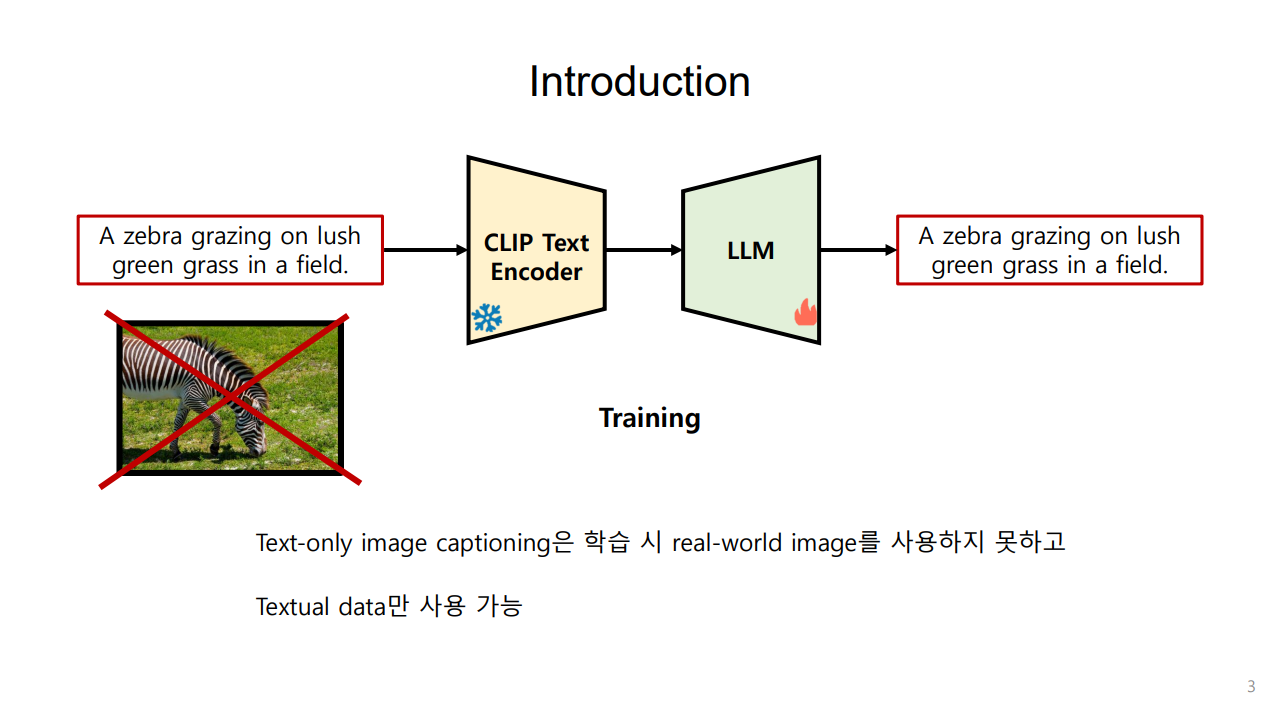 Introduction
A zebra grazing on lush
green grass in a field.
CLIP Text
Encoder
LLM
A zebra grazing on lush
green grass in a field.
Training
Text-only image captioning은 학습 시 real-world image를 사용하지 못하고
Textual data만 사용 가능
3